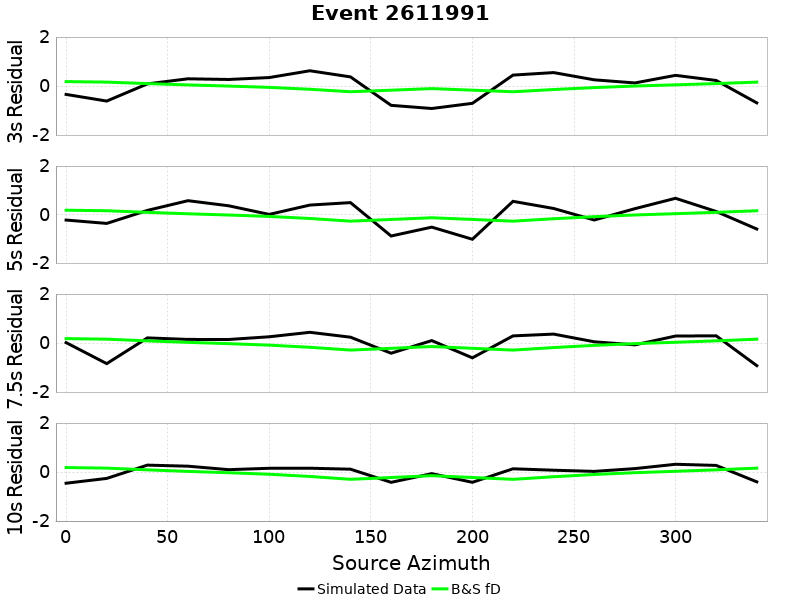 Event 2611991
3s Residual
2
0
-2
5s Residual
2
0
-2
7.5s Residual
2
0
-2
10s Residual
2
0
-2
0 50 100 150 200 250 300
Source Azimuth
Simulated Data B&S fD